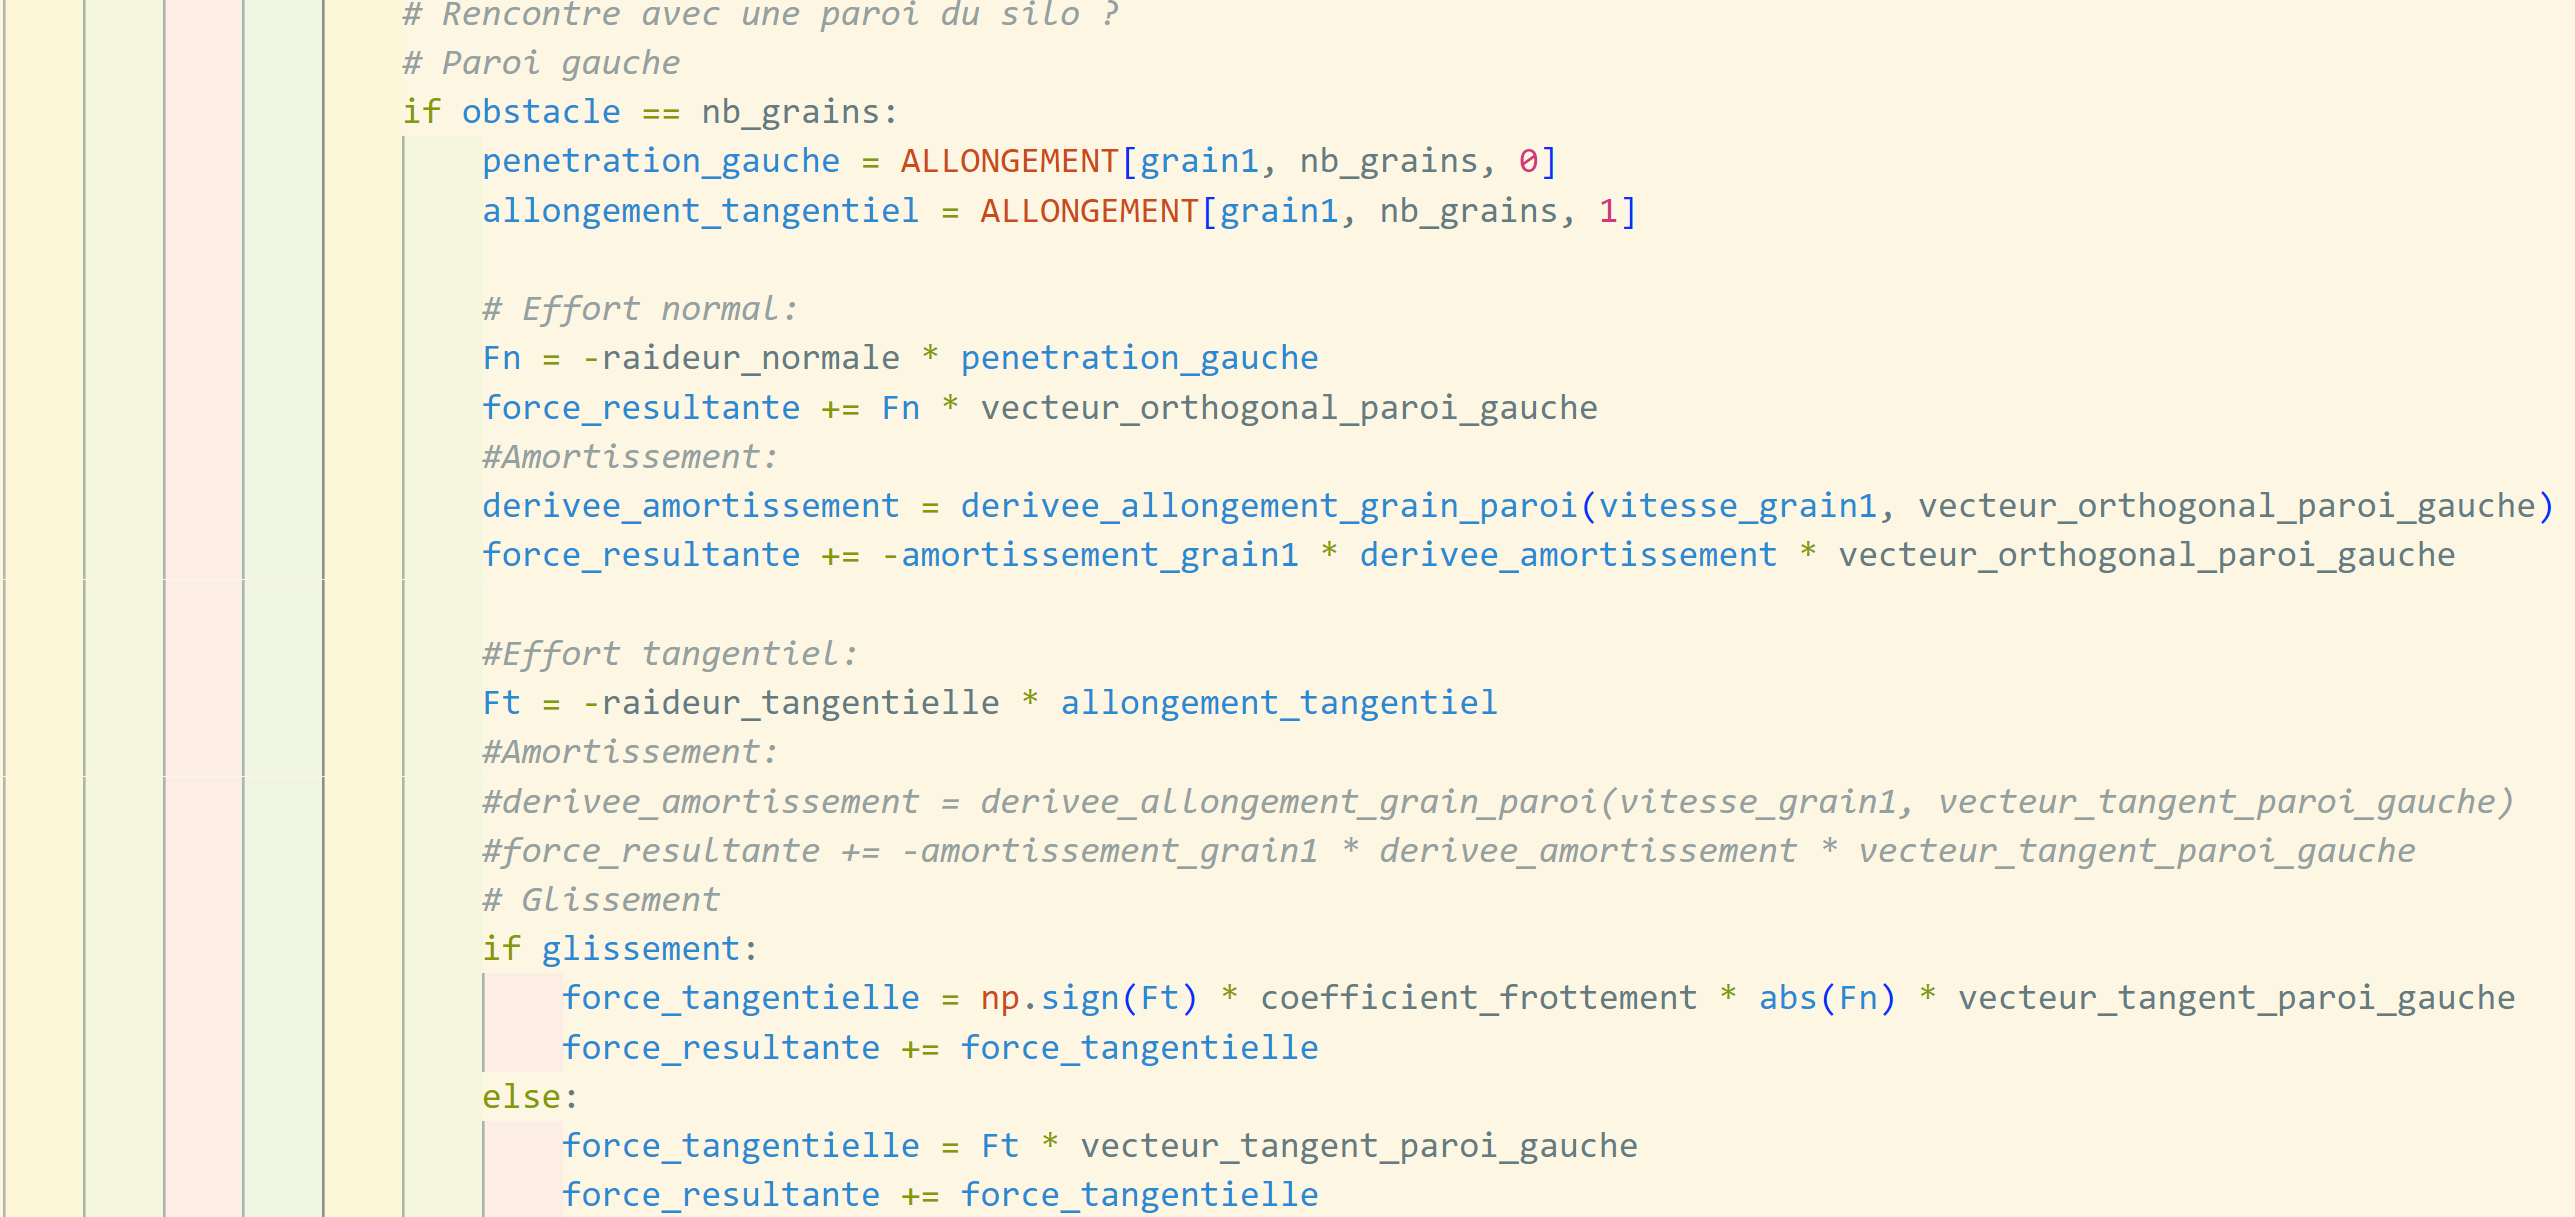 # Rencontre avec une paroi du silo ?
# Paroi gauche
if obstacle == nb_grains:
penetration_gauche = ALLONGEMENT[grain1, nb_grains, 0]
allongement_tangentiel = ALLONGEMENT[grain1, nb_grains, 1]
# Effort normal:
Fn = -raideur_normale * penetration_gauche
force_resultante += Fn * vecteur_orthogonal_paroi_gauche
#Amortissement:
derivee_amortissement = derivee_allongement_grain_paroi(vitesse_grain1, vecteur_orthogonal_paroi_gauche)
force_resultante += -amortissement_grain1 * derivee_amortissement * vecteur_orthogonal_paroi_gauche
#Effort tangentiel:
Ft = -raideur_tangentielle * allongement_tangentiel
#Amortissement:
#derivee_amortissement = derivee_allongement_grain_paroi(vitesse_grain1, vecteur_tangent_paroi_gauche)
#force_resultante += -amortissement_grain1 * derivee_amortissement * vecteur_tangent_paroi_gauche
# Glissement
if glissement:
force_tangentielle = np.sign(Ft) * coefficient_frottement * abs(Fn) * vecteur_tangent_paroi_gauche
force_resultante += force_tangentielle
else:
force_tangentielle = Ft * vecteur_tangent_paroi_gauche
force_resultante += force_tangentielle